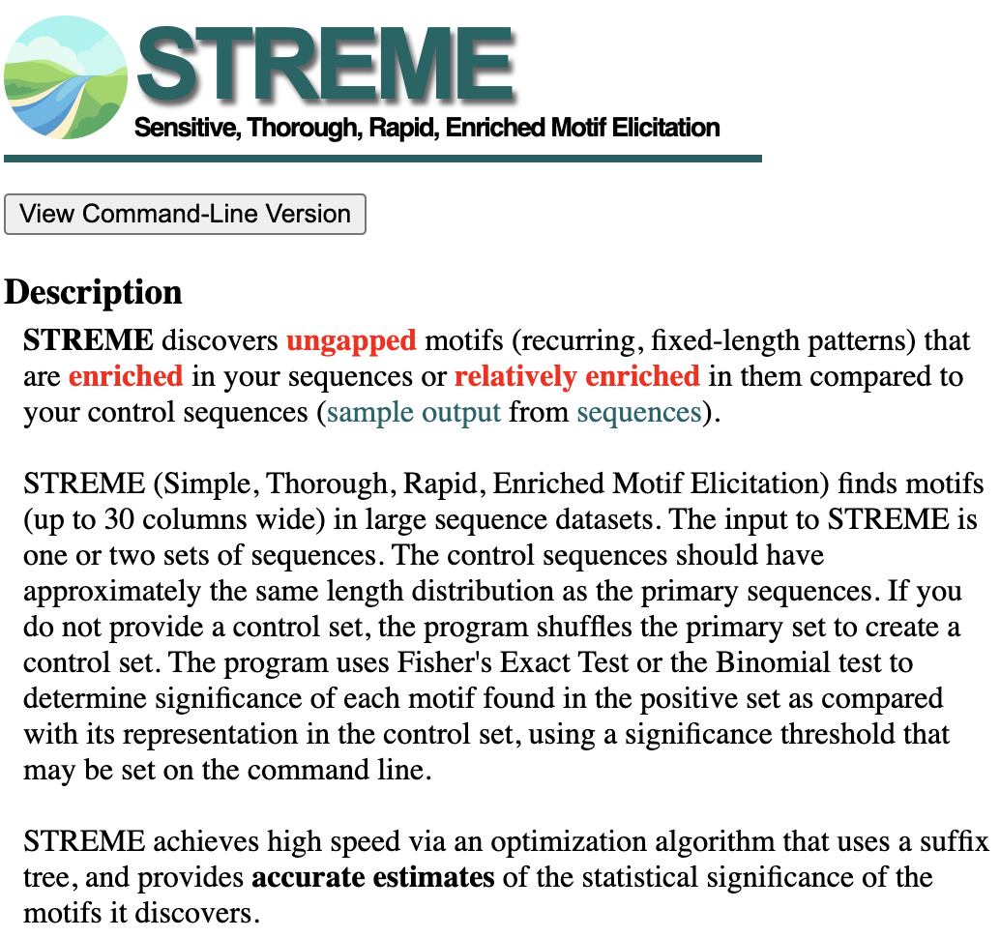 STREME
Sensitive, Thorough, Rapid, Enriched Motif Elicitation
View Command-Line Version
Description
STREME discovers ungapped motifs (recurring, fixed-length patterns) that
are enriched in your sequences or relatively enriched in them compared to
your control sequences (sample output from sequences).
STREME (Simple, Thorough, Rapid, Enriched Motif Elicitation) finds motifs
(up to 30 columns wide) in large sequence datasets. The input to STREME is
one or two sets of sequences. The control sequences should have
approximately the same length distribution as the primary sequences. If you
do not provide a control set, the program shuffles the primary set to create a
control set. The program uses Fisher's Exact Test or the Binomial test to
determine significance of each motif found in the positive set as compared
with its representation in the control set, using a significance threshold that
may be set on the command line.
STREME achieves high speed via an optimization algorithm that uses a suffix
tree, and provides accurate estimates of the statistical significance of the
motifs it discovers.